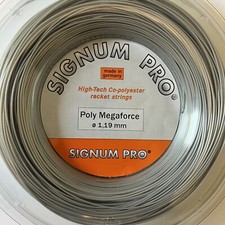 SIGNUM PRO®
made in
germany
High-Tech Co-polyester
racket strings
Poly Megaforce
ø 1,19 mm
SIGNUM PRO®